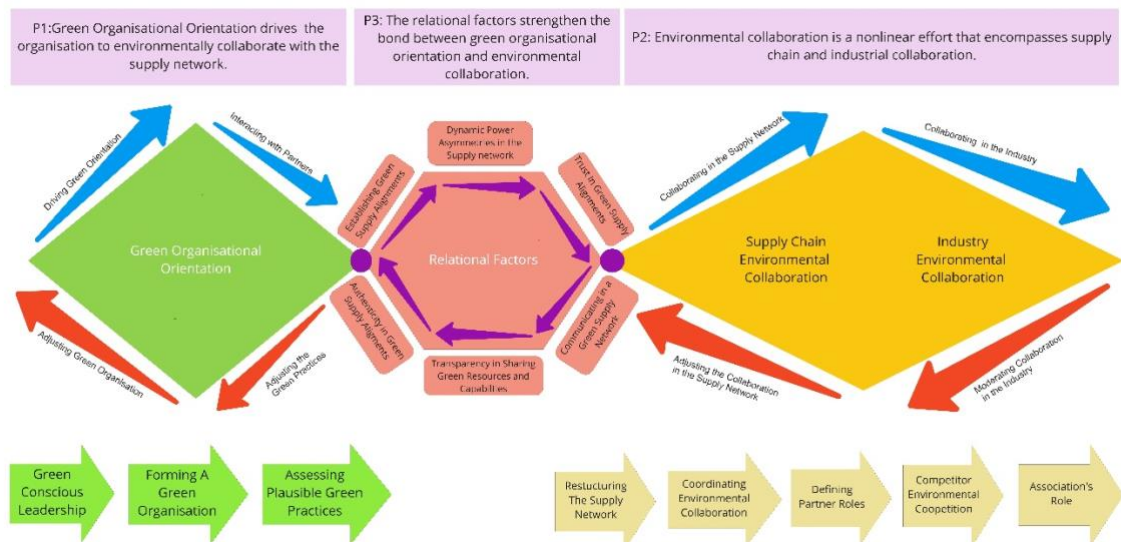 P1:Green Organisational Orientation drives the
organisation to environmentally collaborate with the
supply network.
P3: The relational factors strengthen the
bond between green organisational
orientation and environmental
collaboration.
P2: Environmental collaboration is a nonlinear effort that encompasses supply
chain and industrial collaboration.
Driving Green Orientation
Interacting with Partners
Green Organisational
Orientation
Adjusting Green Organisation
Adjusting the
Green Practices
Establishing Green
Supply Alignments
Dynamic Power
Asymmetries in the
Supply network
Trust in Green Supply
Alignments
Relational Factors
Authenticity in Green
Supply Aligments
Transparency in Sharing
Green Resources and
Capabilities
Communicating in a
Green Supply
Network
Collaborating in the Supply Network
Collaborating in the Industry
Supply Chain
Environmental
Collaboration
Industry
Environmental
Collaboration
Adjusting the Collaboration
in the Supply Network
Moderating Collaboration
in the Industry
Green
Conscious
Leadership
Forming A
Green
Organisation
Assessing
Plausible Green
Practices
Restucturing
The Supply
Network
Coordinating
Environmental
Collaboration
Defining
Partner Roles
Competitor
Environmental
Coopetition
Association's
Role